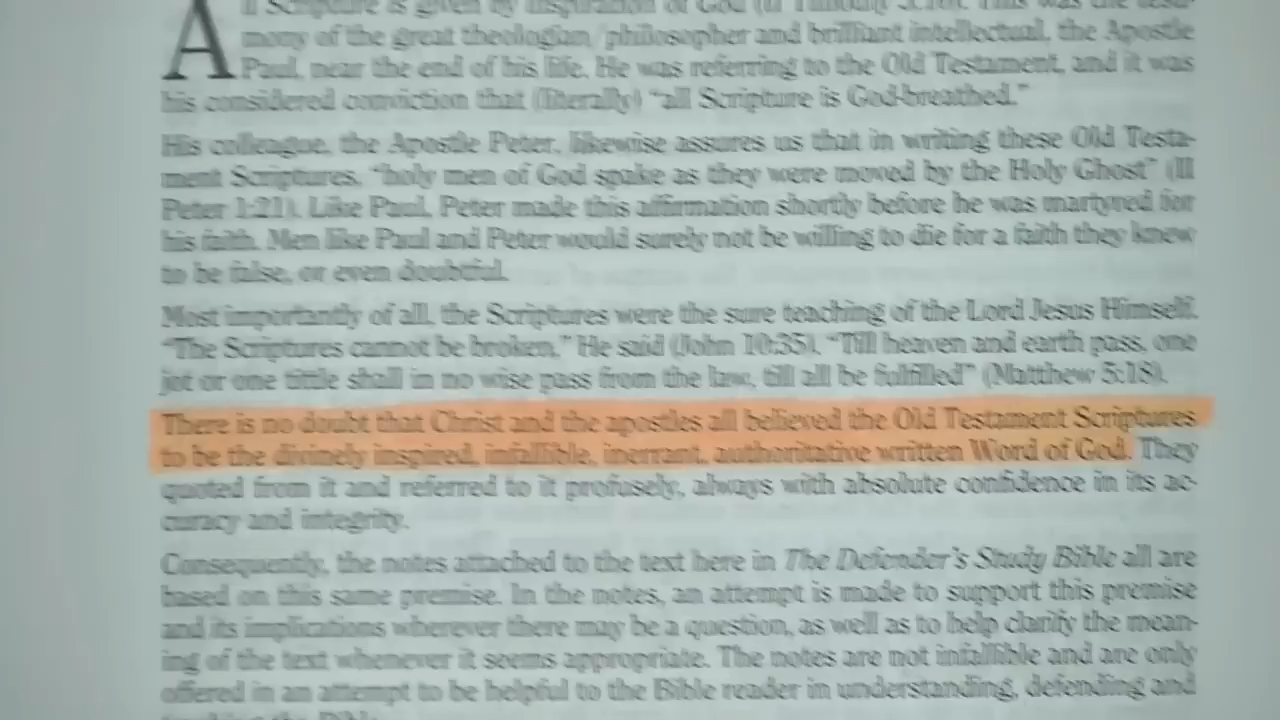 All Scripture is given by inspiration of God (II Timothy 3:16). This was the testi-
mony of the great theologian/philosopher and brilliant intellectual, the Apostle
Paul, near the end of his life. He was referring to the Old Testament, and it was
his considered conviction that (literally) “all Scripture is God-breathed.”
His colleague, the Apostle Peter, likewise assures us that in writing these Old Testa-
ment Scriptures, “holy men of God spake as they were moved by the Holy Ghost” (II
Peter 1:21). Like Paul, Peter made this affirmation shortly before he was martyred for
his faith. Men like Paul and Peter would surely not be willing to die for a faith they knew
to be false, or even doubtful.
Most importantly of all, the Scriptures were the sure teaching of the Lord Jesus Himself.
“The Scriptures cannot be broken,” He said (John 10:35). “Till heaven and earth pass, one
jot or one tittle shall in no wise pass from the law, till all be fulfilled” (Matthew 5:18).
There is no doubt that Christ and the apostles all believed the Old Testament Scriptures
to be the divinely inspired, infallible, inerrant, authoritative written Word of God. They
quoted from it and referred to it profusely, always with absolute confidence in its ac-
curacy and integrity.
Consequently, the notes attached to the text here in The Defender's Study Bible all are
based on this same premise. In the notes, an attempt is made to support this premise
and its implications wherever there may be a question, as well as to help clarify the mean-
ing of the text whenever it seems appropriate. The notes are not infallible and are only
offered in an attempt to be helpful to the Bible reader in understanding, defending and
the Bible.